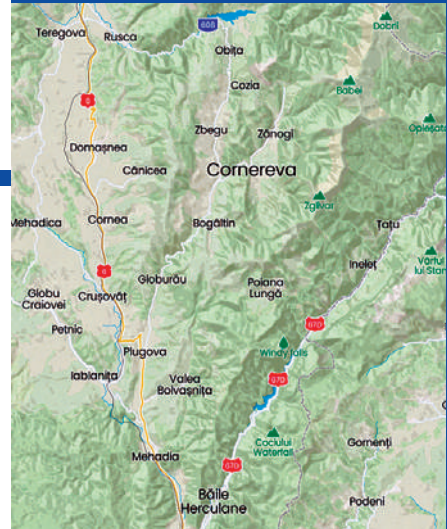 608
Teregova
Rusca
Dobrii
Obița
Cozia
Babei
6
Zbegu
Zănogi
Domașnea
Cănicea
Cornereva
Zglivar
Mehadica
Cornea
Bogâltin
Tațu
Ineleț
Vârful
lui Stan
6
Globurău
Poiana
Lungă
Globu
Craiovei
Crușovăț
670
Petnic
Plugova
Windy falls
670
Iablanița
Valea
Bolvașnița
Cociului
Waterfall
Gornenți
Mehadia
670
Băile
Herculane
Podeni